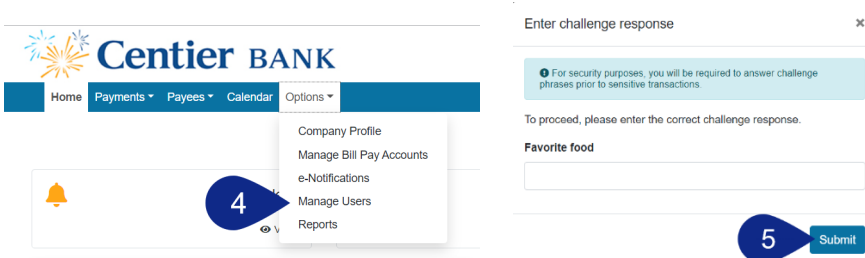 Centier BANK
Home Payments Payees Calendar Options
Company Profile
Manage Bill Pay Accounts
e-Notifications
Manage Users
Reports
4
Enter challenge response ×
For security purposes, you will be required to answer challenge
phrases prior to sensitive transactions.
To proceed, please enter the correct challenge response.
Favorite food
5
Submit